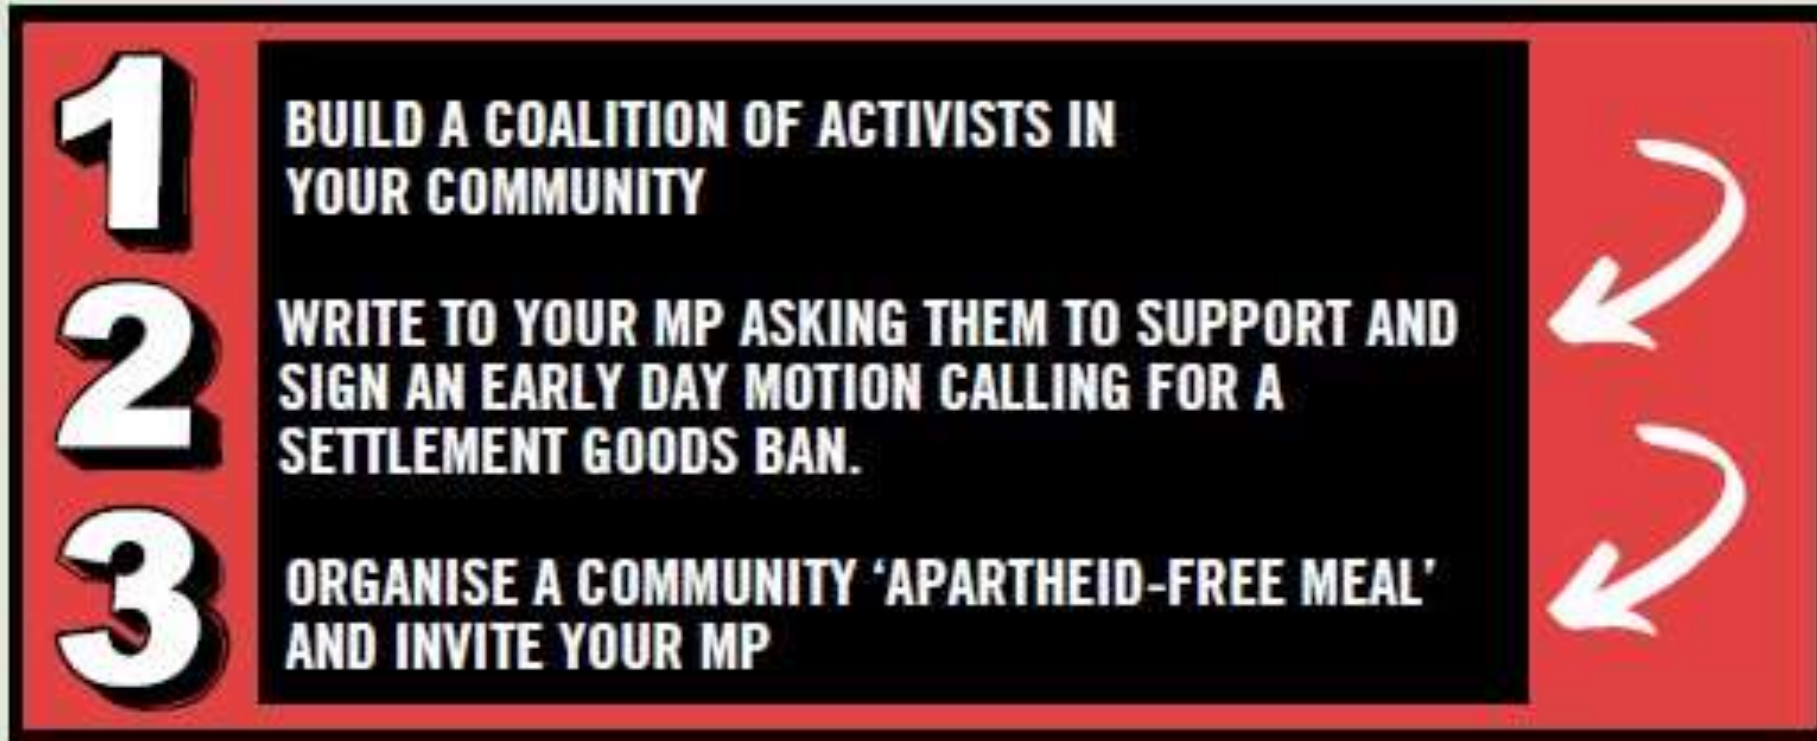 1
BUILD A COALITION OF ACTIVISTS IN
YOUR COMMUNITY
2
WRITE TO YOUR MP ASKING THEM TO SUPPORT AND
SIGN AN EARLY DAY MOTION CALLING FOR A
SETTLEMENT GOODS BAN.
3
ORGANISE A COMMUNITY ‘APARTHEID-FREE MEAL’
AND INVITE YOUR MP